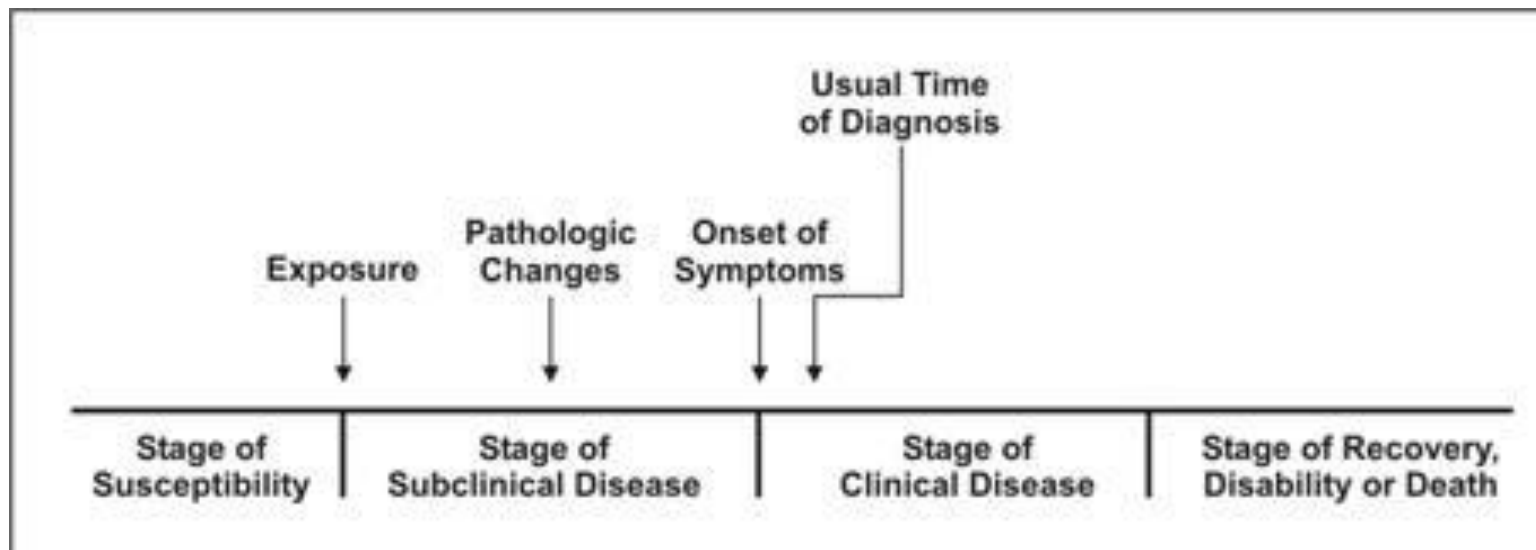 Usual Time
of Diagnosis
Pathologic
Changes
Onset of
Symptoms
Exposure
Stage of
Susceptibility
Stage of
Subclinical Disease
Stage of
Clinical Disease
Stage of Recovery,
Disability or Death